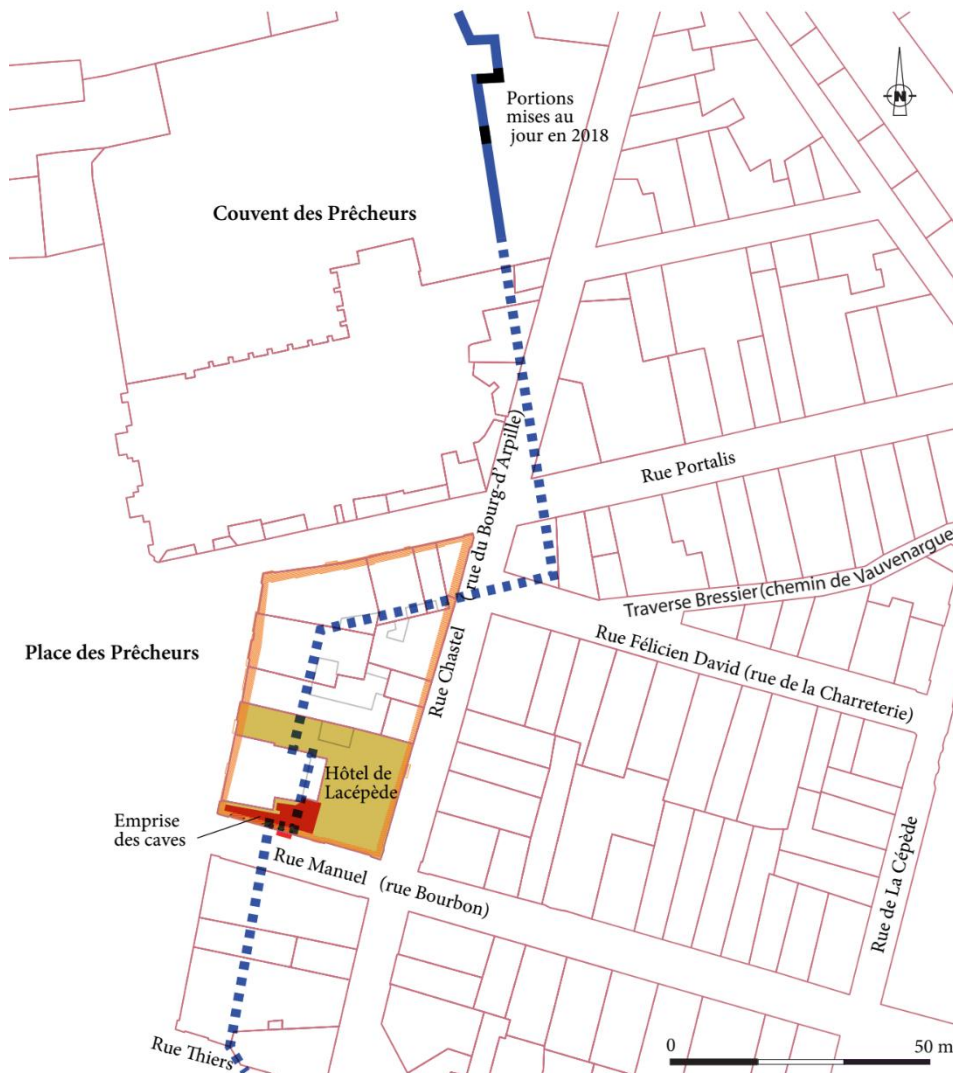 N
Portions
mises au
jour en 2018
Couvent des Prêcheurs
Rue Portalis
(rue du Bourg-d'Arpille)
Traverse Bressier (chemin de Vauvenargue
Place des Prêcheurs
Rue Chastel
Rue Félicien David (rue de la Charreterie)
Hôtel de
Lacépède
Emprise
des caves
Rue Manuel (rue Bourbon)
Rue de La Cépède
Rue Thiers
0 50 m